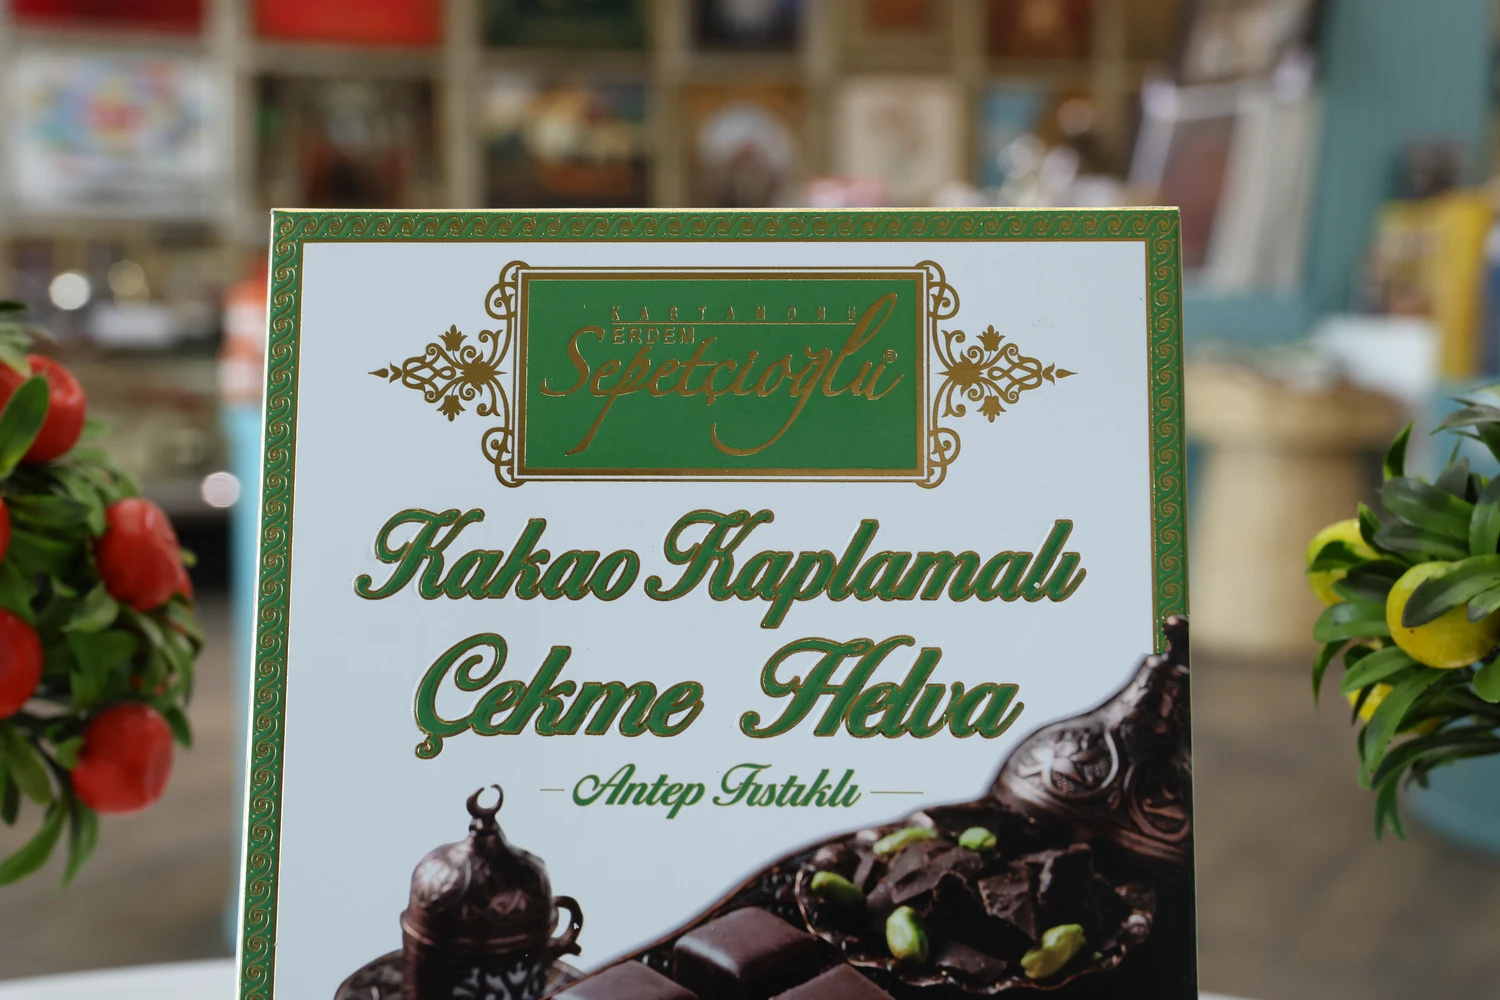 KASTAMONU
ERDEM
Sepetçioğlu®
Kakao Kaplamalı
Çekme Helva
Antep Fıstıklı